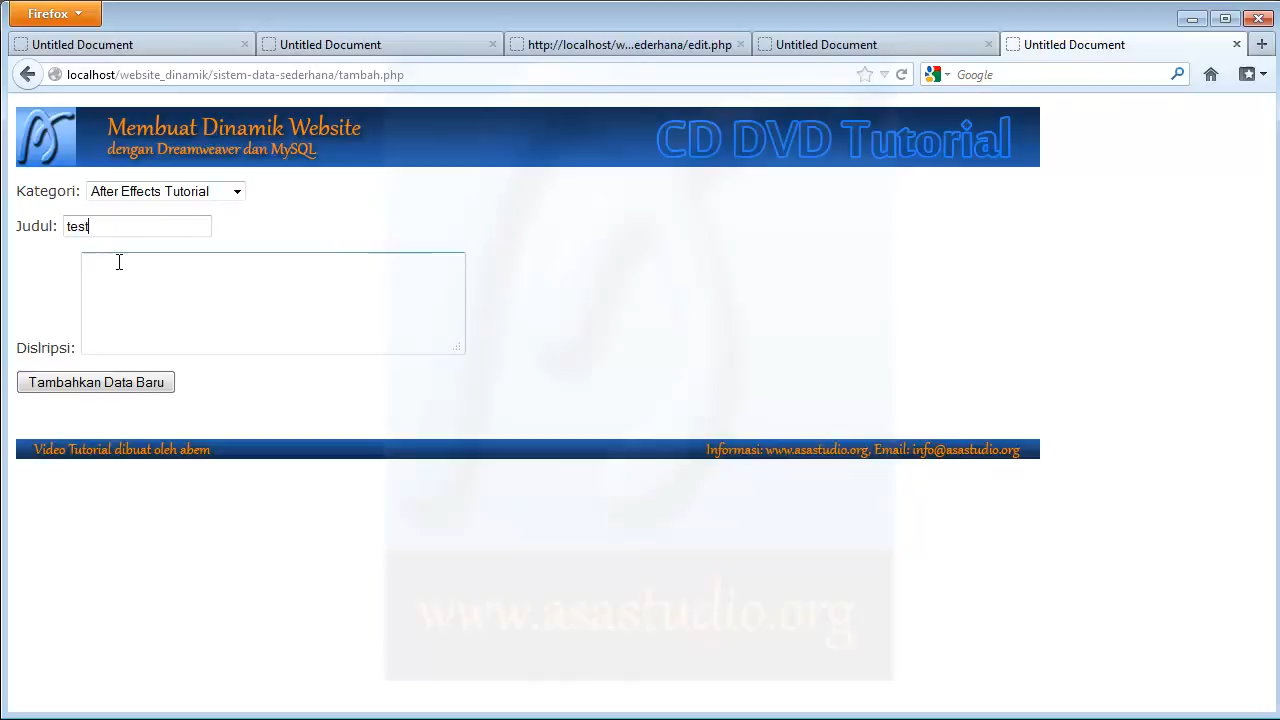 Firefox
Untitled Document
Untitled Document
http://localhost/w...ederhana/edit.php
Untitled Document
Untitled Document
localhost/website_dinamik/sistem-data-sederhana/tambah.php
Google
Membuat Dinamik Website
dengan Dreamweaver dan MySQL
CD DVD Tutorial
Kategori: After Effects Tutorial
Judul: test
Dislripsi:
Tambahkan Data Baru
Video Tutorial dibuat oleh abem
Informasi: www.asastudio.org, Email: info@asastudio.org
www.asastudio.org